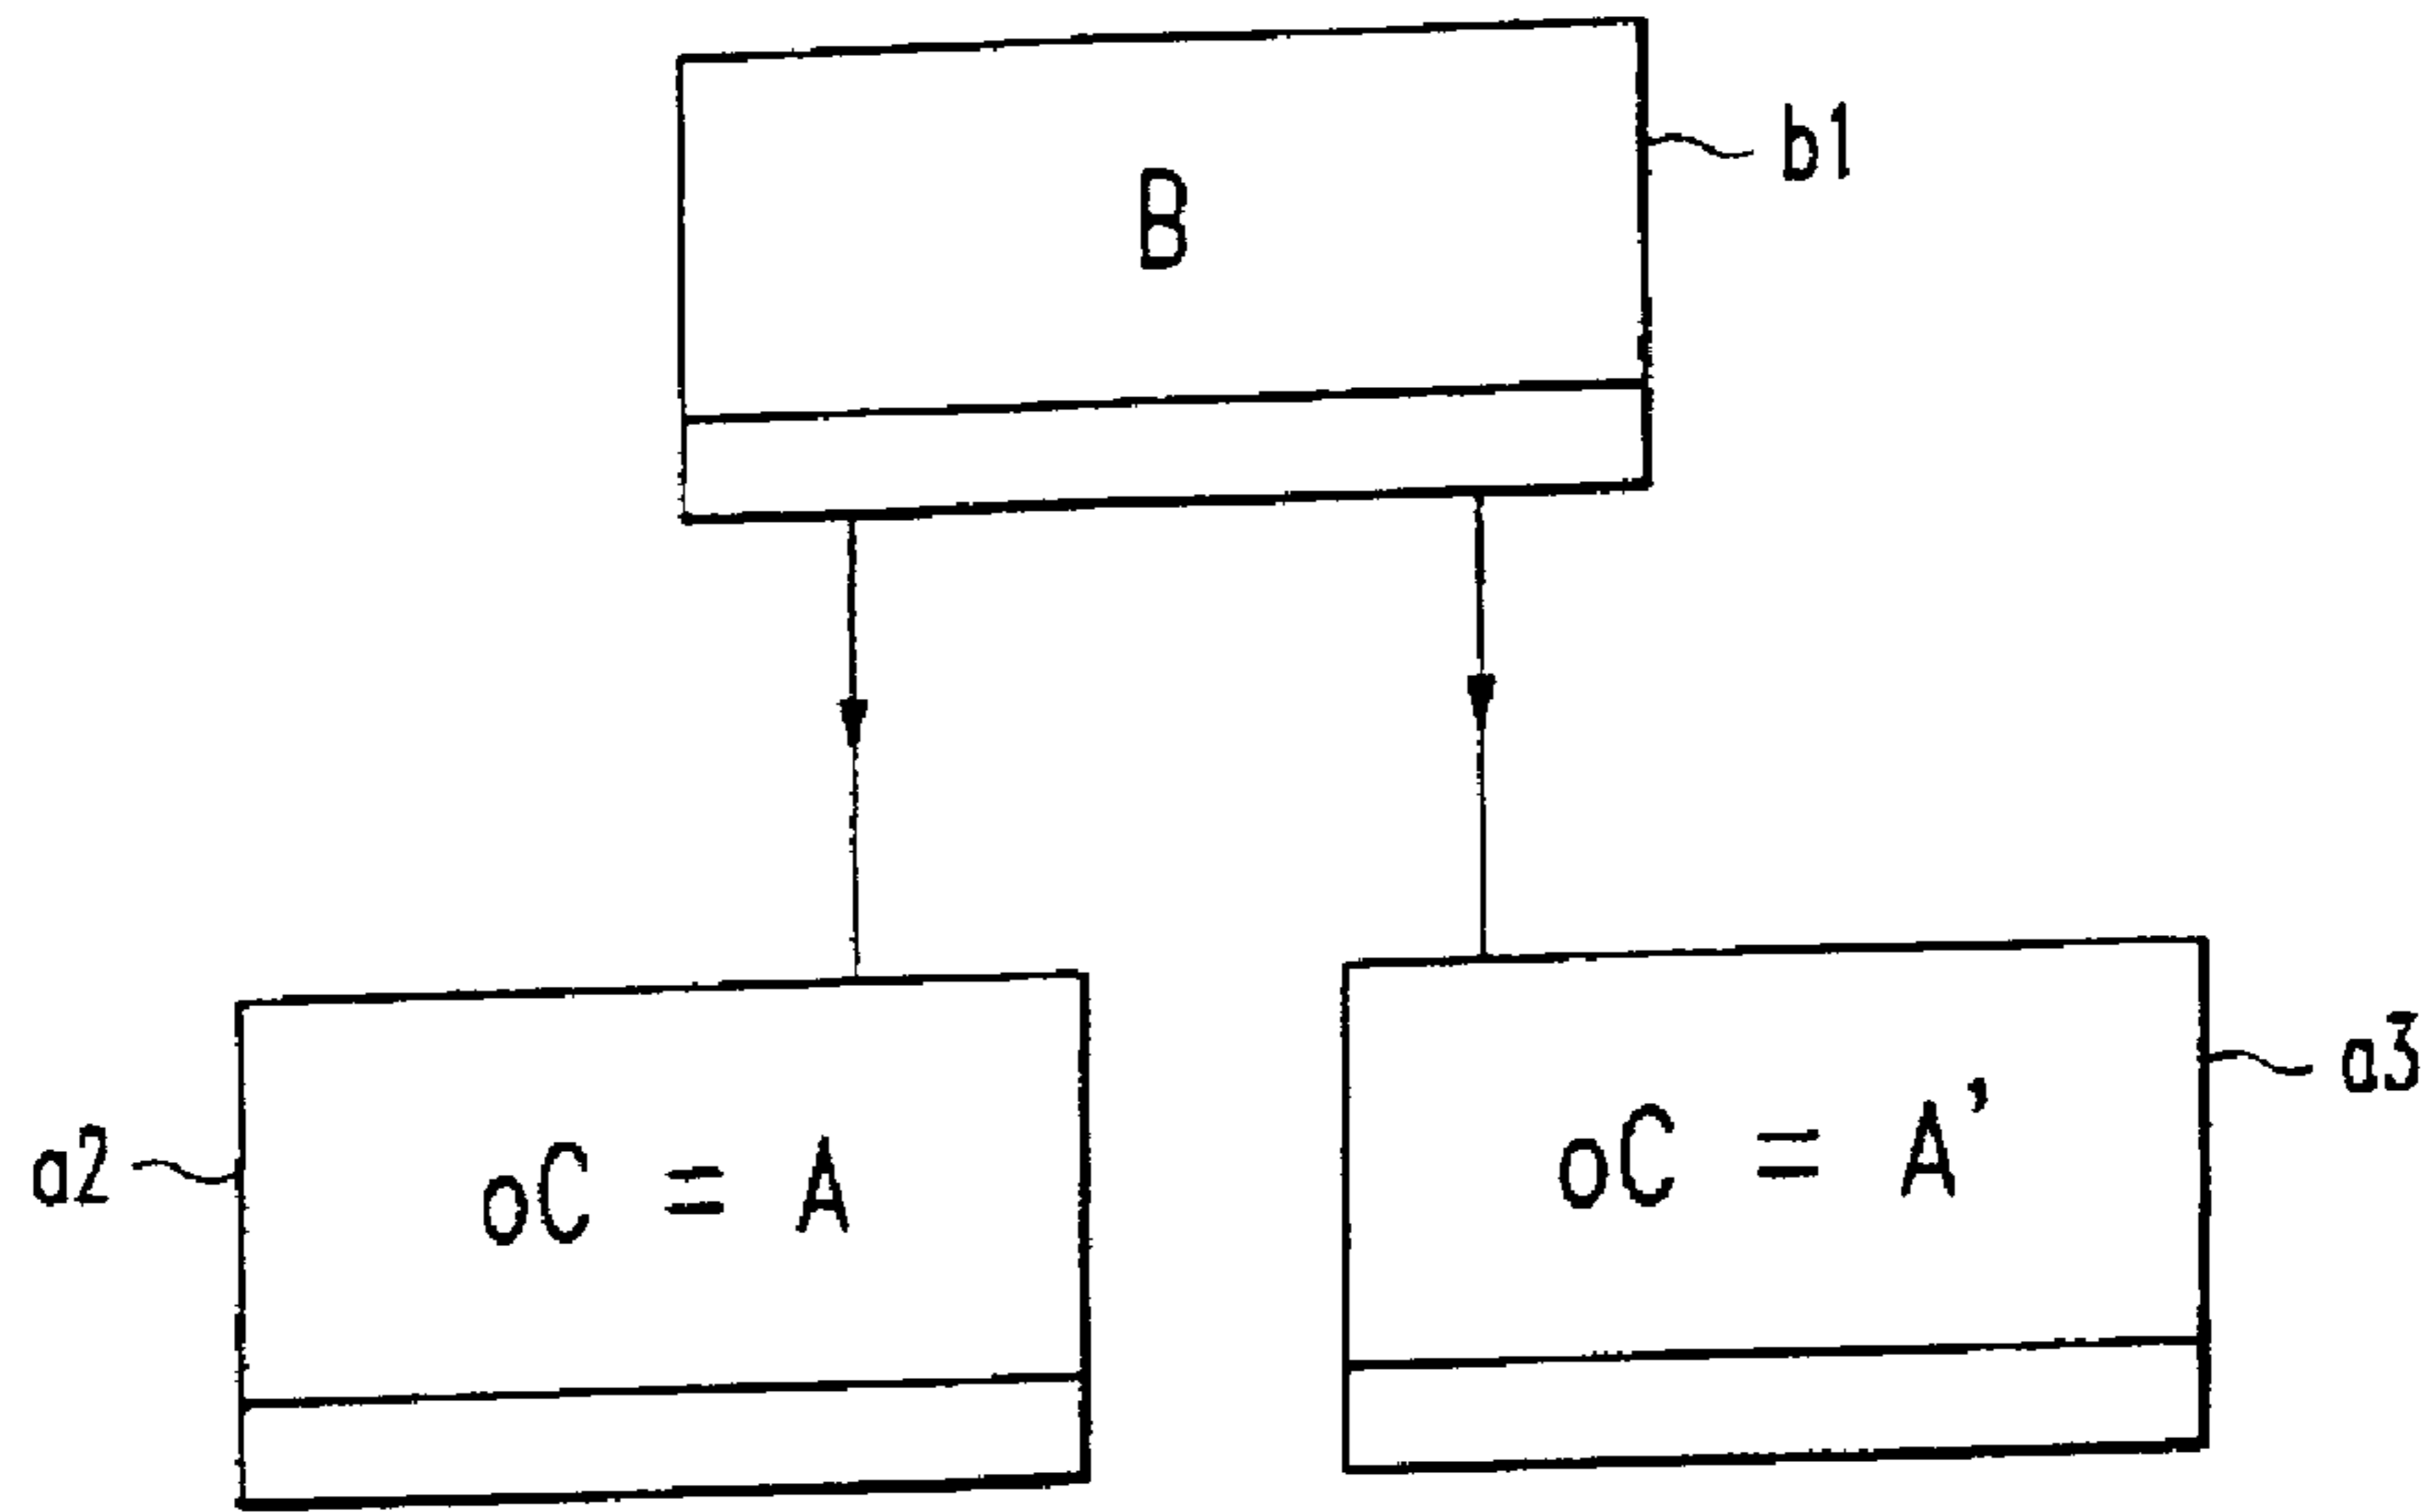 b1
B
a3
oC = A’
a2
oC = A